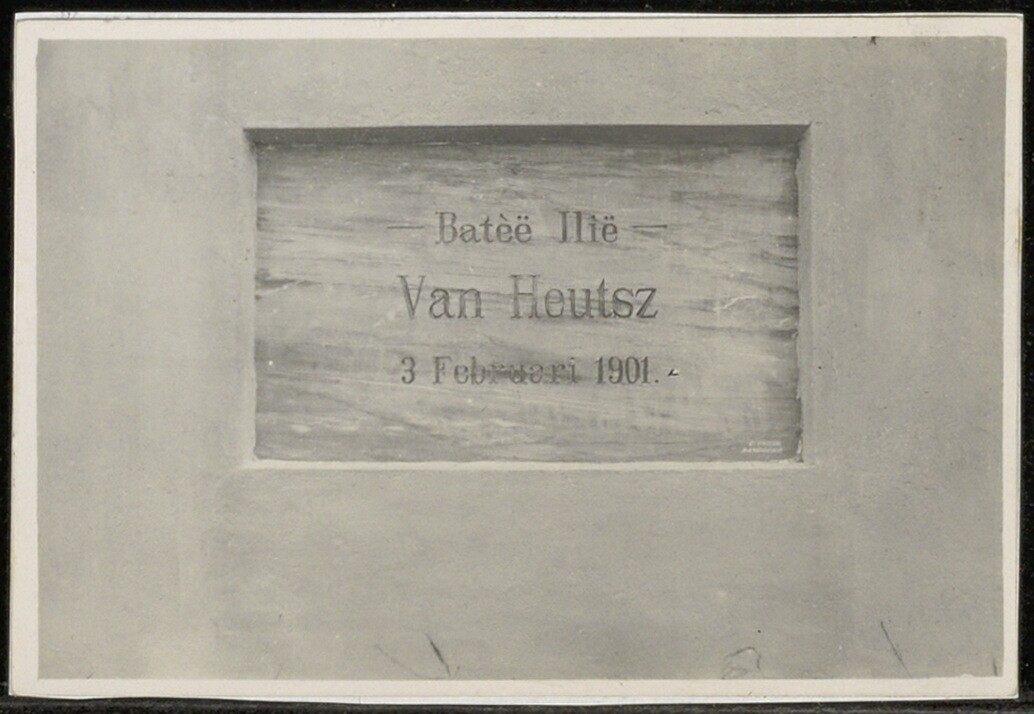 — Batèë Ilië —
Van Heutsz
3 Februari 1901.-